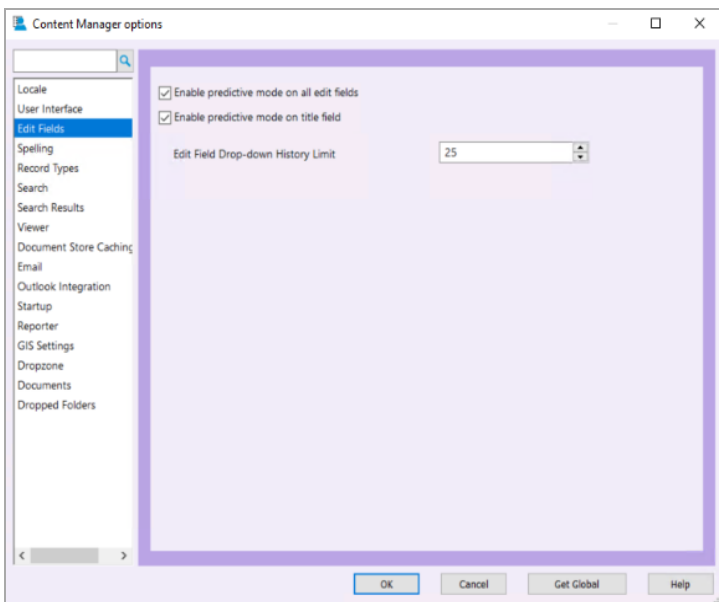 Content Manager options
Locale
User Interface
Edit Fields
Spelling
Record Types
Search
Search Results
Viewer
Document Store Caching
Email
Outlook Integration
Startup
Reporter
GIS Settings
Dropzone
Documents
Dropped Folders
Enable predictive mode on all edit fields
Enable predictive mode on title field
Edit Field Drop-down History Limit 25
OK Cancel Get Global Help